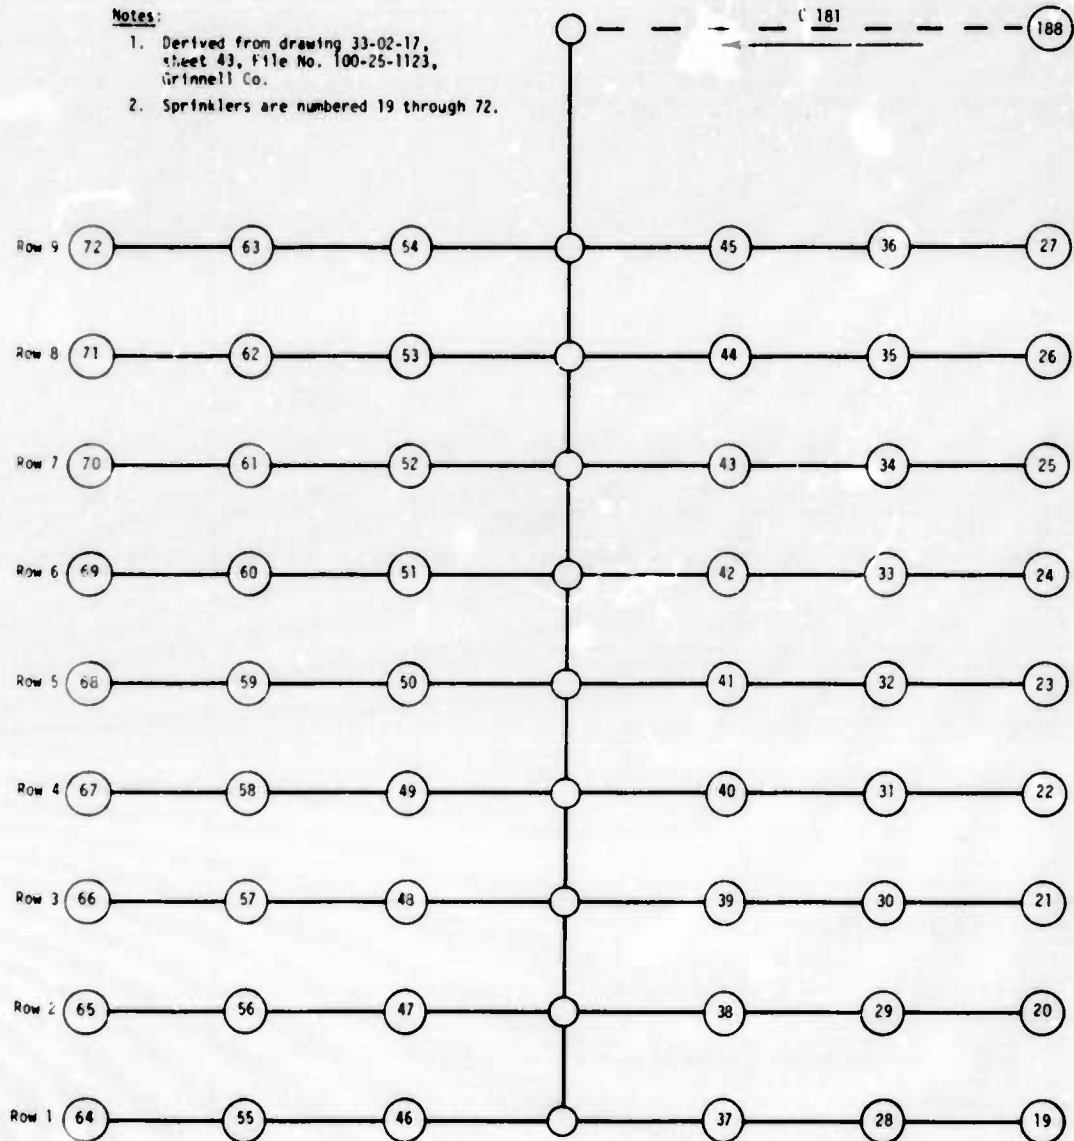 Notes:
1. Derived from drawing 33-02-17,
sheet 43, File No. 100-25-1123,
Grinnell Co.
2. Sprinklers are numbered 19 through 72.
181
188
Row 9 72 63 54 45 36 27
Row 8 71 62 53 44 35 26
Row 7 70 61 52 43 34 25
Row 6 69 60 51 42 33 24
Row 5 68 59 50 41 32 23
Row 4 67 58 49 40 31 22
Row 3 66 57 48 39 30 21
Row 2 65 56 47 38 29 20
Row 1 64 55 46 37 28 19